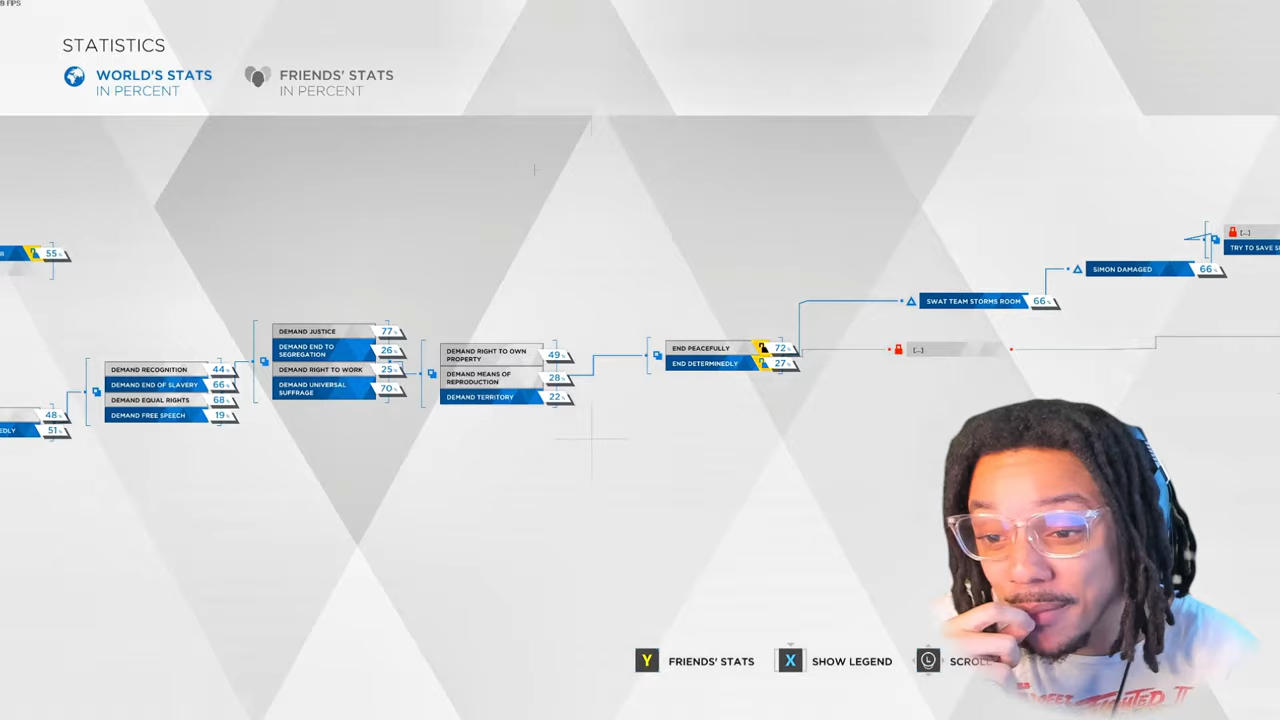 FPS
STATISTICS
WORLD'S STATS
IN PERCENT
FRIENDS' STATS
IN PERCENT
55%
48%
EDLY 51%
DEMAND RECOGNITION 44%
DEMAND END OF SLAVERY 66%
DEMAND EQUAL RIGHTS 68%
DEMAND FREE SPEECH 19%
DEMAND JUSTICE 77%
DEMAND END TO
SEGREGATION 26%
DEMAND RIGHT TO WORK 25%
DEMAND UNIVERSAL
SUFFRAGE 70%
DEMAND RIGHT TO OWN
PROPERTY 49%
DEMAND MEANS OF
REPRODUCTION 28%
DEMAND TERRITORY 22%
END PEACEFULLY 72%
END DETERMINEDLY 27%
SWAT TEAM STORMS ROOM 66%
[...]
SIMON DAMAGED 66%
[...]
TRY TO SAVE S
Y FRIENDS' STATS
X SHOW LEGEND
L SCROLL